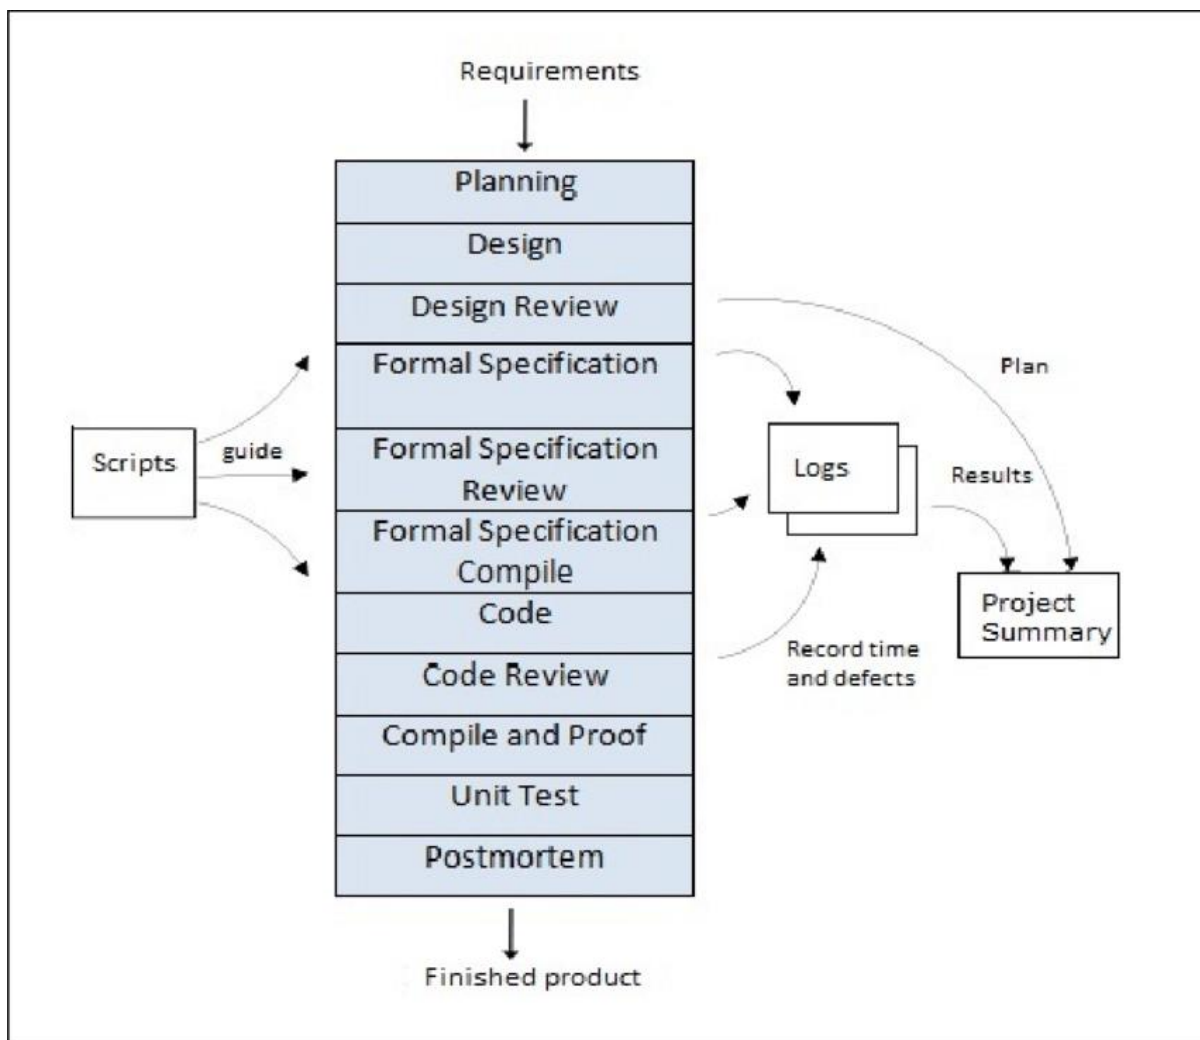 Requirements
Planning
Design
Design Review
Formal Specification
Formal Specification
Review
Formal Specification
Compile
Code
Code Review
Compile and Proof
Unit Test
Postmortem
Finished product
Scripts
guide
Logs
Plan
Results
Record time
and defects
Project
Summary